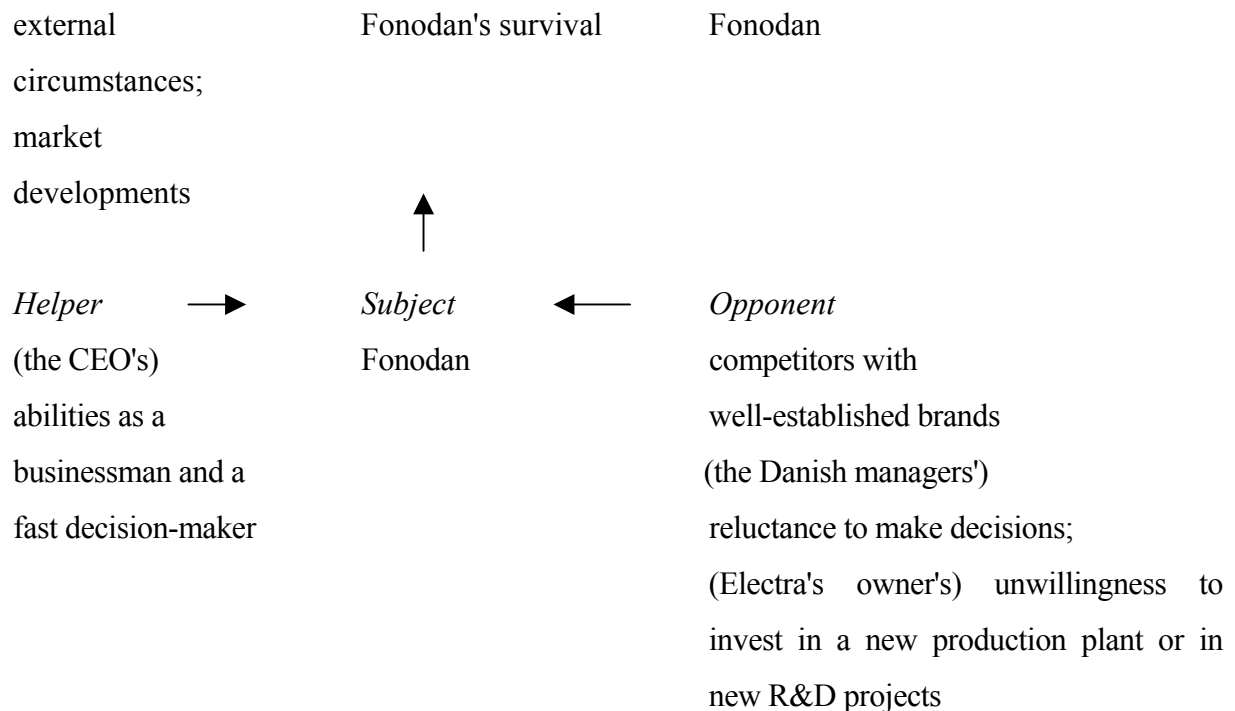 external Fonodan's survival Fonodan
circumstances;
market
developments
Helper Subject Opponent
(the CEO's) Fonodan competitors with
abilities as a well-established brands
businessman and a (the Danish managers')
fast decision-maker reluctance to make decisions;
(Electra's owner's) unwillingness to
invest in a new production plant or in
new R&D projects